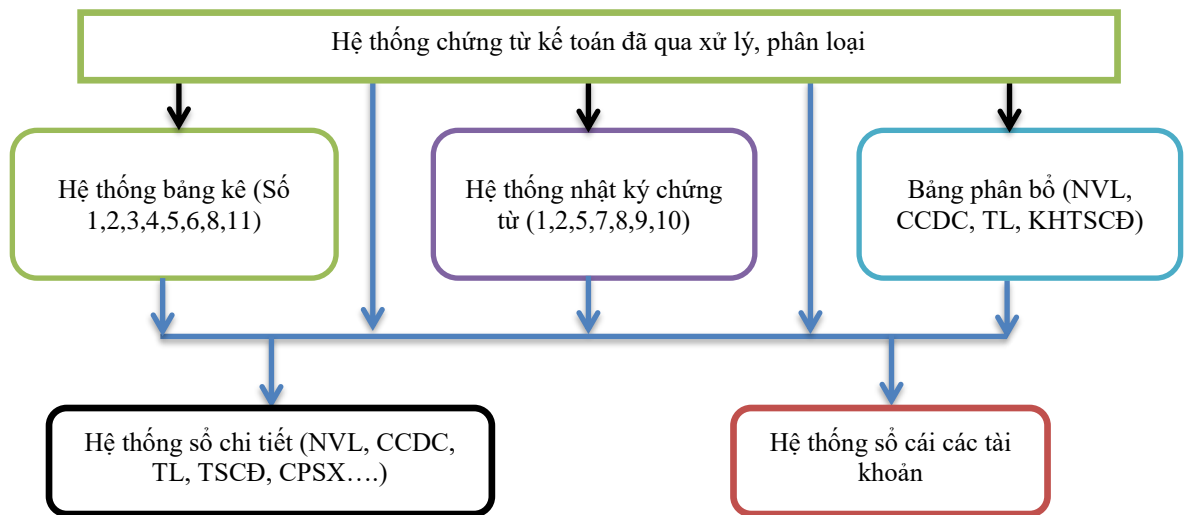 Hệ thống chứng từ kế toán đã qua xử lý, phân loại
Hệ thống bảng kê (Số
1,2,3,4,5,6,8,11)
Hệ thống nhật ký chứng
từ (1,2,5,7,8,9,10)
Bảng phân bổ (NVL,
CCDC, TL, KHTSCĐ)
Hệ thống sổ chi tiết (NVL, CCDC,
TL, TSCĐ, CPSX….)
Hệ thống sổ cái các tài
khoản